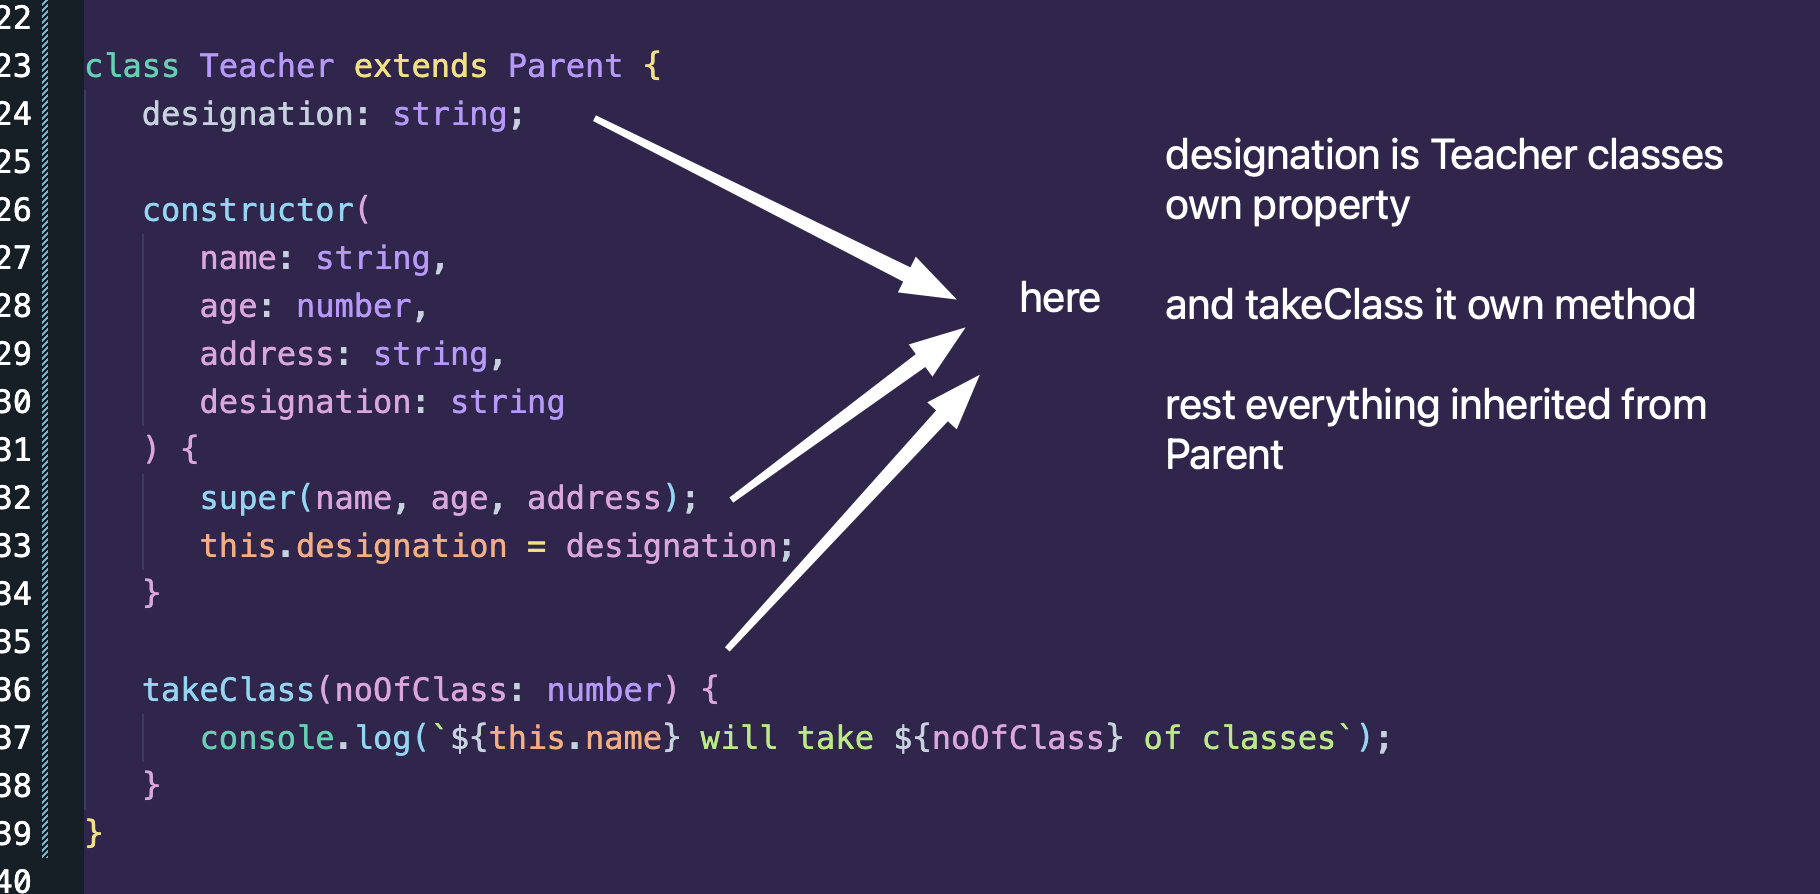 22
23 class Teacher extends Parent {
24 designation: string;
25
26 constructor(
27 name: string,
28 age: number,
29 address: string,
30 designation: string
31 ) {
32 super(name, age, address);
33 this.designation = designation;
34 }
35
36 takeClass(noOfClass: number) {
37 console.log(`${this.name} will take ${noOfClass} of classes`);
38 }
39 }
40
here
designation is Teacher classes
own property
and takeClass it own method
rest everything inherited from
Parent